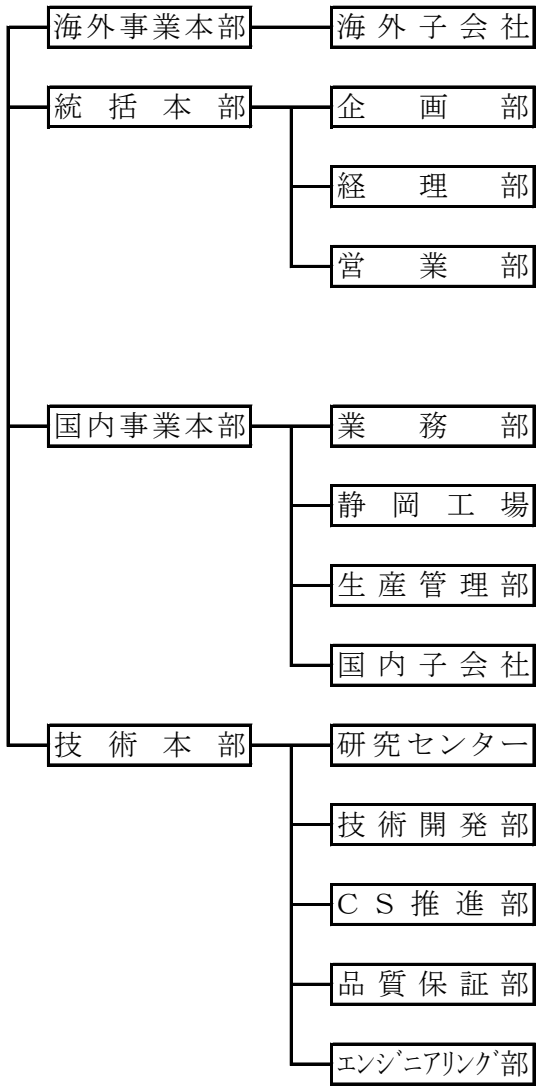 海外事業本部 海外子会社
統括本部 企画部
経理部
営業部
国内事業本部 業務部
静岡工場
生産管理部
国内子会社
技術本部 研究センター
技術開発部
ＣＳ推進部
品質保証部
ｴﾝｼﾞﾆｱﾘﾝｸﾞ部